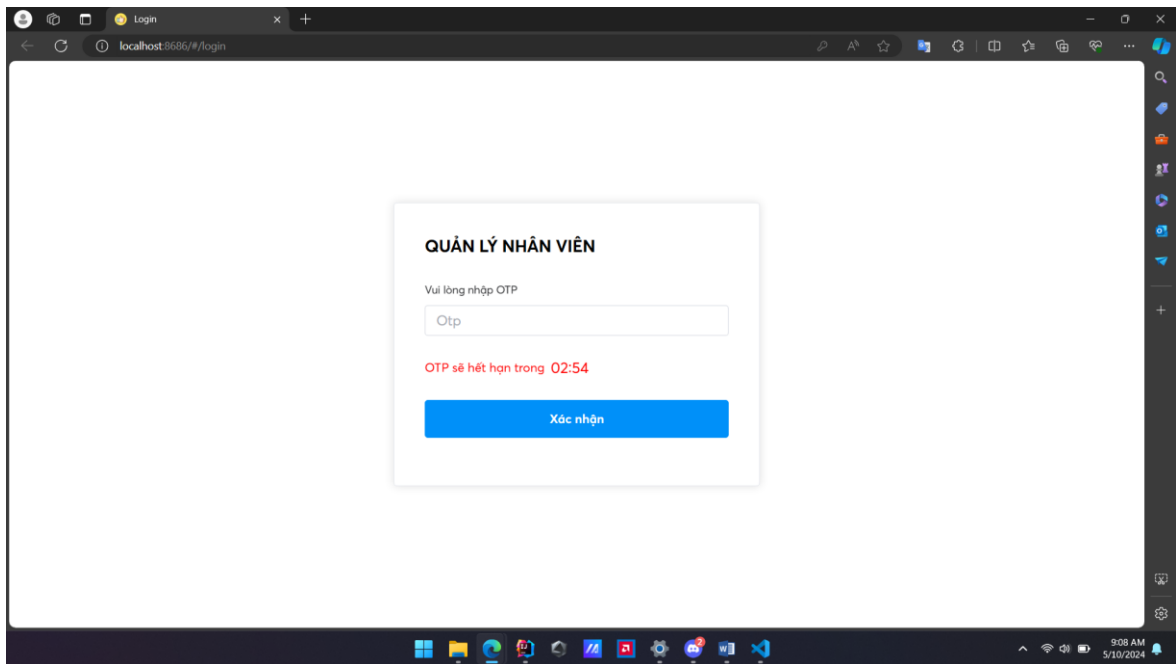 Login
localhost:8686/#/login
QUẢN LÝ NHÂN VIÊN
Vui lòng nhập OTP
Otp
OTP sẽ hết hạn trong 02:54
Xác nhận
9:08 AM
5/10/2024